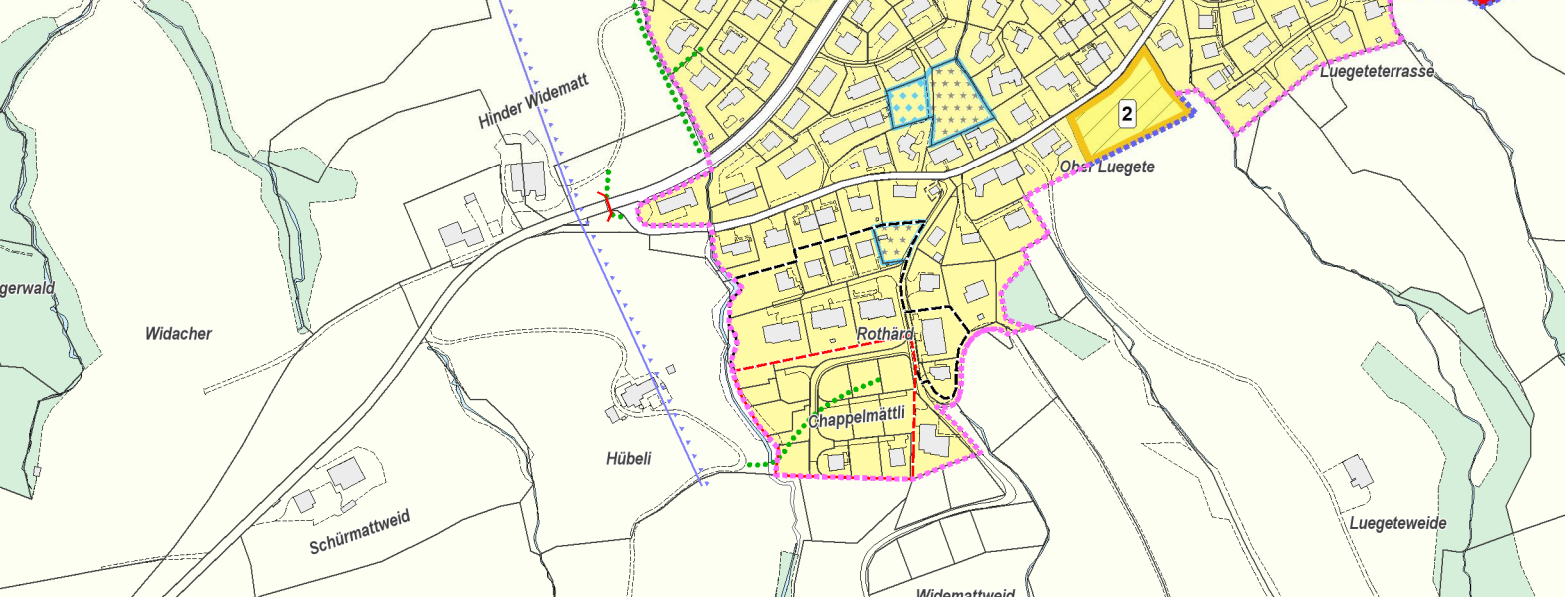 Luegeteterrasse
Hinder Widematt
2
Ober Luegete
gerwald
Widacher
Rothärd
Chappelmättli
Hübeli
Schürmattweid
Luegeteweide
Widemattweid